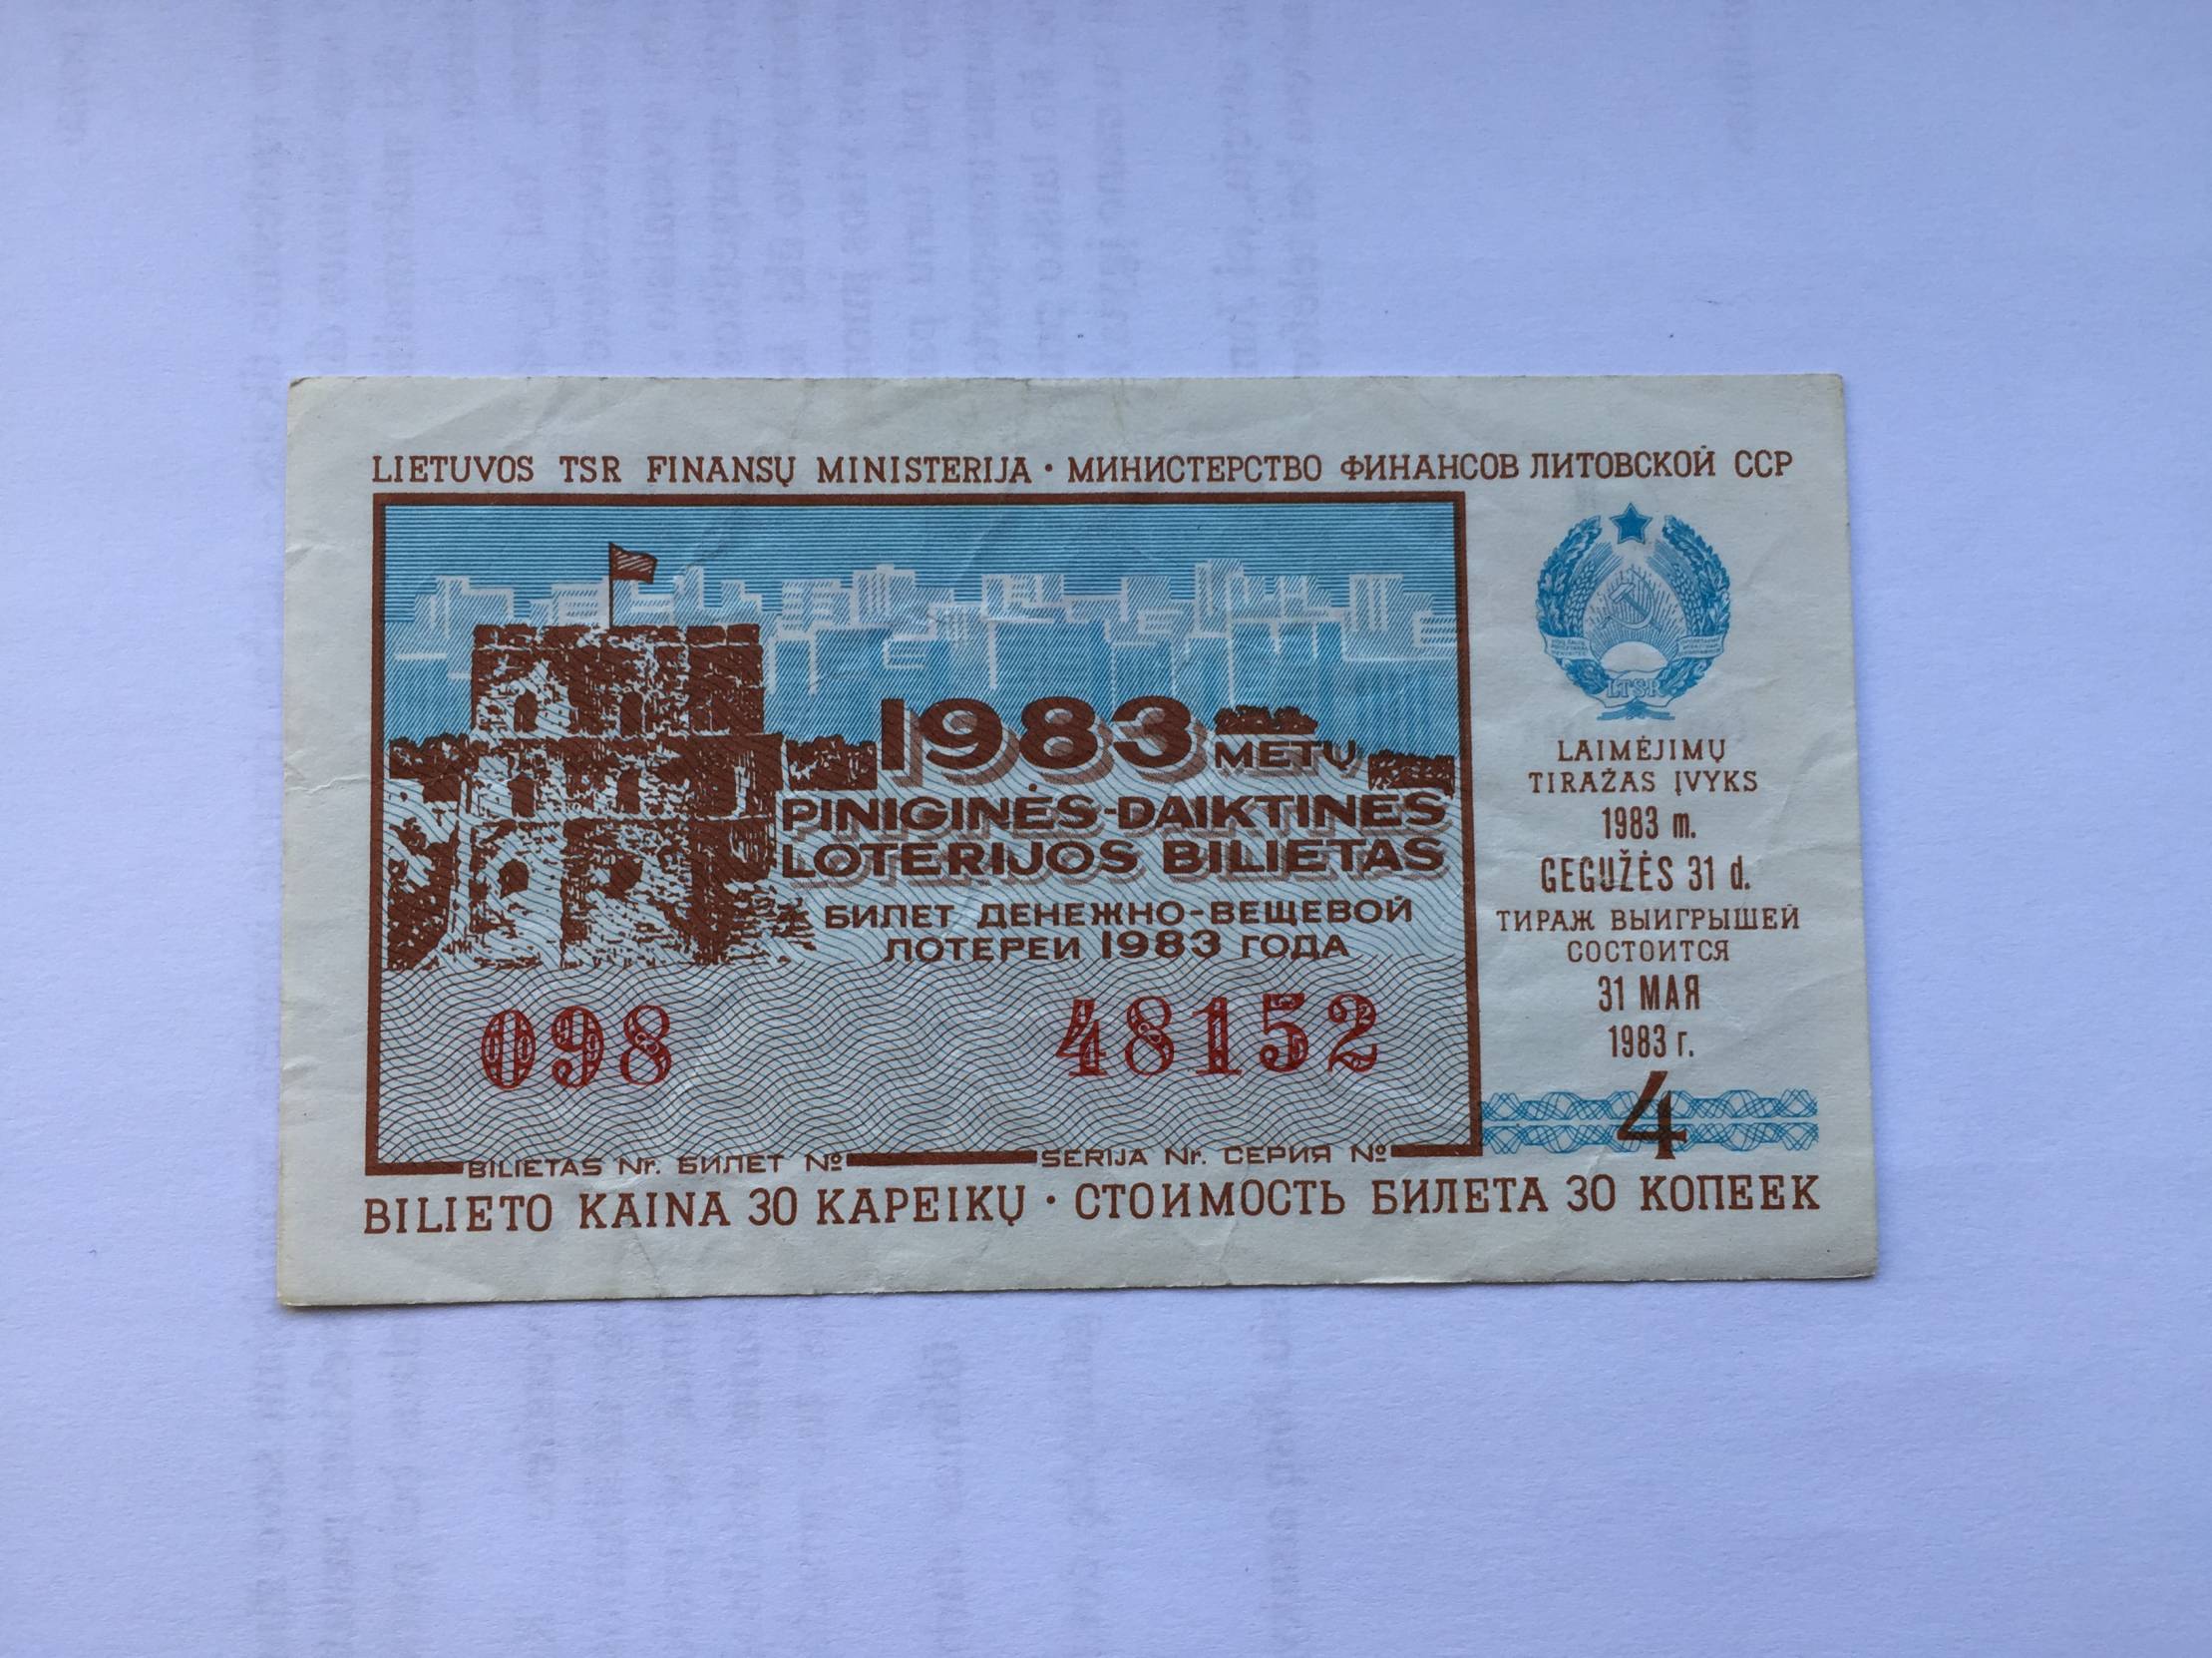 LIETUVOS TSR FINANSŲ MINISTERIJA · МИНИСТЕРСТВО ФИНАНСОВ ЛИТОВСКОЙ ССР
1983 METŲ
PINIGINĖS-DAIKTINĖS
LOTERIJOS BILIETAS
БИЛЕТ ДЕНЕЖНО-ВЕЩЕВОЙ
ЛОТЕРЕИ 1983 ГОДА
098 48152
BILIETAS Nr. БИЛЕТ № SERIJA Nr. СЕРИЯ №
LTSR
LAIMĖJIMŲ
TIRAŽAS ĮVYKS
1983 m.
GEGUŽĖS 31 d.
ТИРАЖ ВЫИГРЫШЕЙ
СОСТОИТСЯ
31 МАЯ
1983 г.
4
BILIETO KAINA 30 KAPEIKŲ · СТОИМОСТЬ БИЛЕТА 30 КОПЕЕК